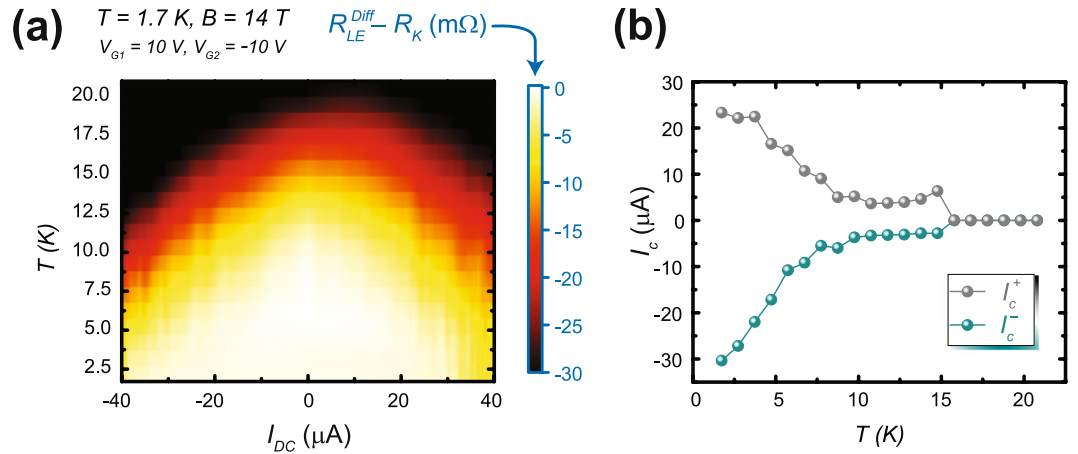 (a)
T = 1.7 K, B = 14 T
V_G1 = 10 V, V_G2 = -10 V
R_LE^Diff – R_K (mΩ)
20.0
17.5
15.0
12.5
10.0
7.5
5.0
2.5
T (K)
-40
-20
0
20
40
I_DC (μA)
0
-5
-10
-15
-20
-25
-30
(b)
30
20
10
0
-10
-20
-30
I_c (μA)
0
5
10
15
20
T (K)
I_c^+
I_c^-